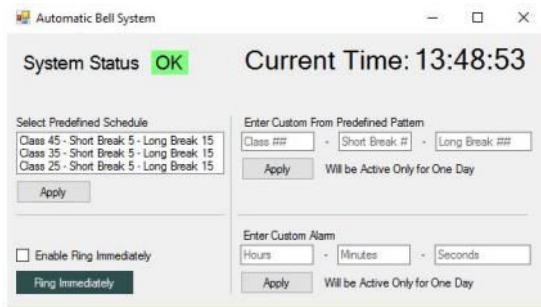 Automatic Bell System
System Status OK
Current Time: 13:48:53
Select Predefined Schedule
Class 45 - Short Break 5 - Long Break 15
Class 35 - Short Break 5 - Long Break 15
Class 25 - Short Break 5 - Long Break 15
Apply
Enter Custom From Predefined Pattern
Class ## - Short Break # - Long Break ##
Apply Will be Active Only for One Day
Enable Ring Immediately
Ring Immediately
Enter Custom Alarm
Hours - Minutes - Seconds
Apply Will be Active Only for One Day